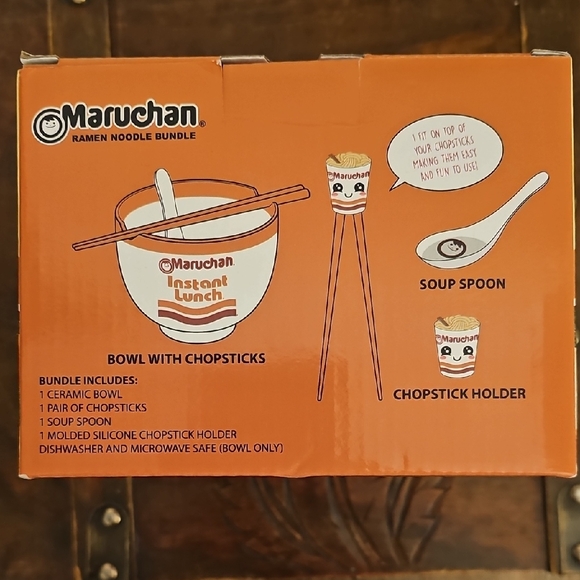 Maruchan®
RAMEN NOODLE BUNDLE
I FIT ON TOP OF
YOUR CHOPSTICKS
MAKING THEM EASY
AND FUN TO USE!
Maruchan
Maruchan
Instant
Lunch
SOUP SPOON
Maruchan
BOWL WITH CHOPSTICKS
CHOPSTICK HOLDER
BUNDLE INCLUDES:
1 CERAMIC BOWL
1 PAIR OF CHOPSTICKS
1 SOUP SPOON
1 MOLDED SILICONE CHOPSTICK HOLDER
DISHWASHER AND MICROWAVE SAFE (BOWL ONLY)